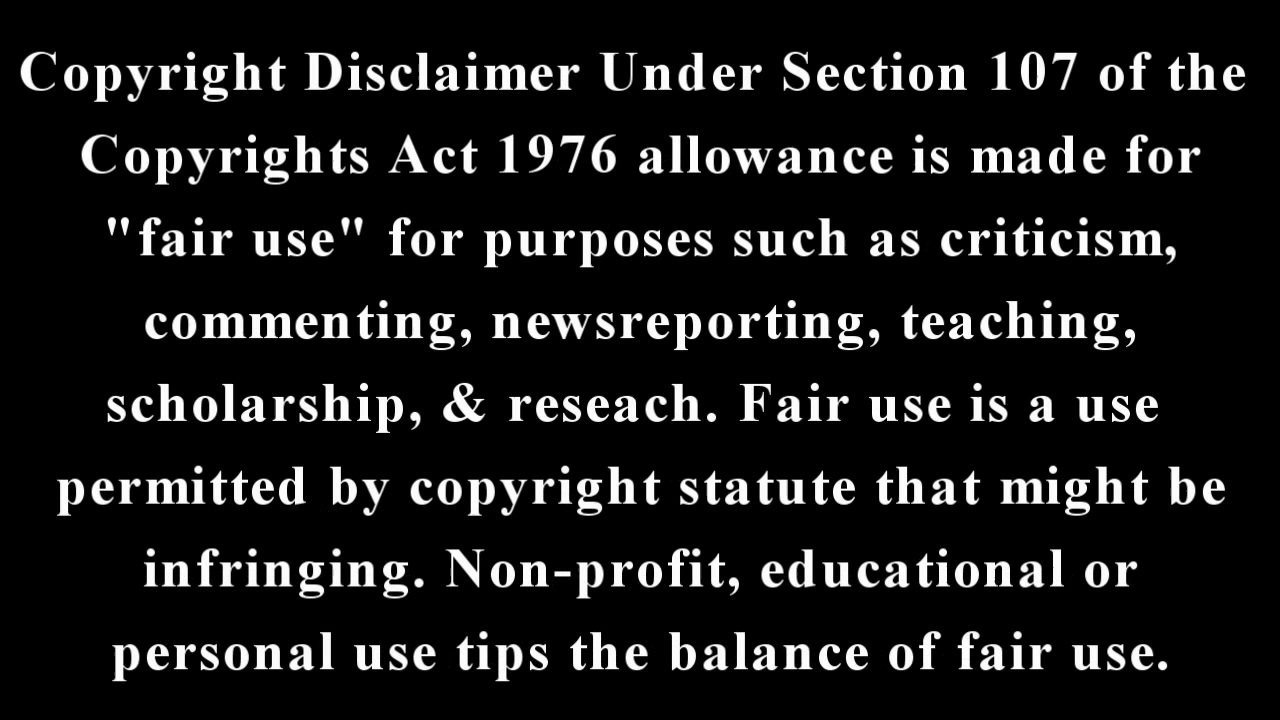 Copyright Disclaimer Under Section 107 of the
Copyrights Act 1976 allowance is made for
"fair use" for purposes such as criticism,
commenting, newsreporting, teaching,
scholarship, & reseach. Fair use is a use
permitted by copyright statute that might be
infringing. Non-profit, educational or
personal use tips the balance of fair use.